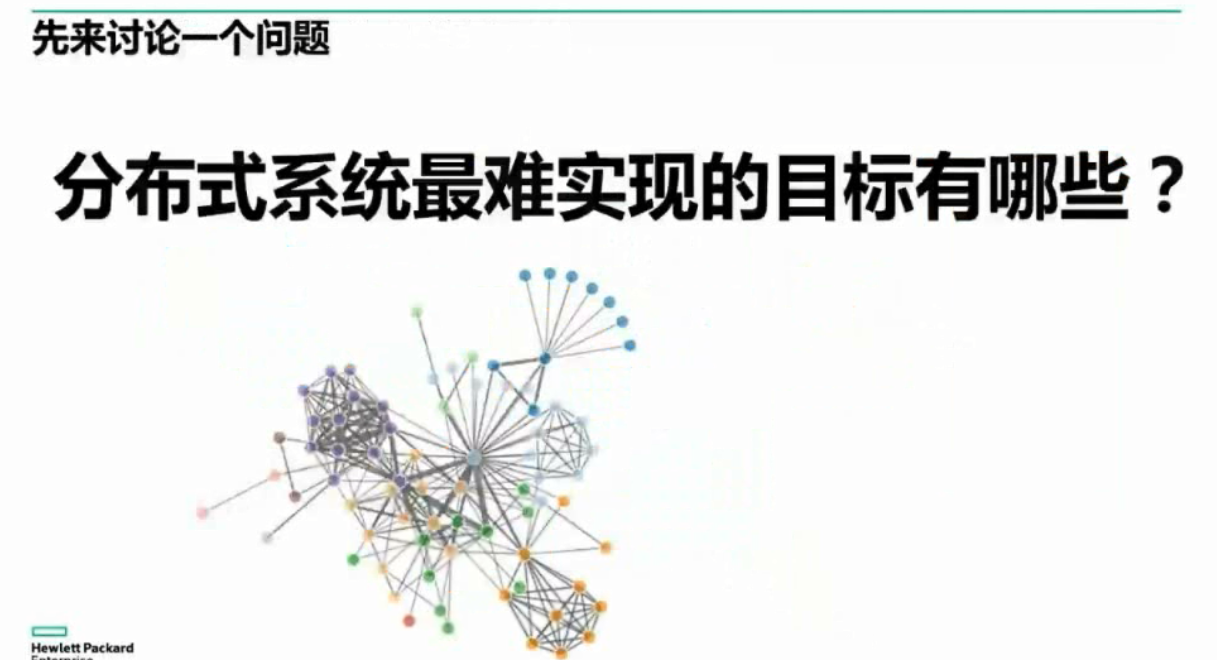 先来讨论一个问题
分布式系统最难实现的目标有哪些？
Hewlett Packard
Enterprise